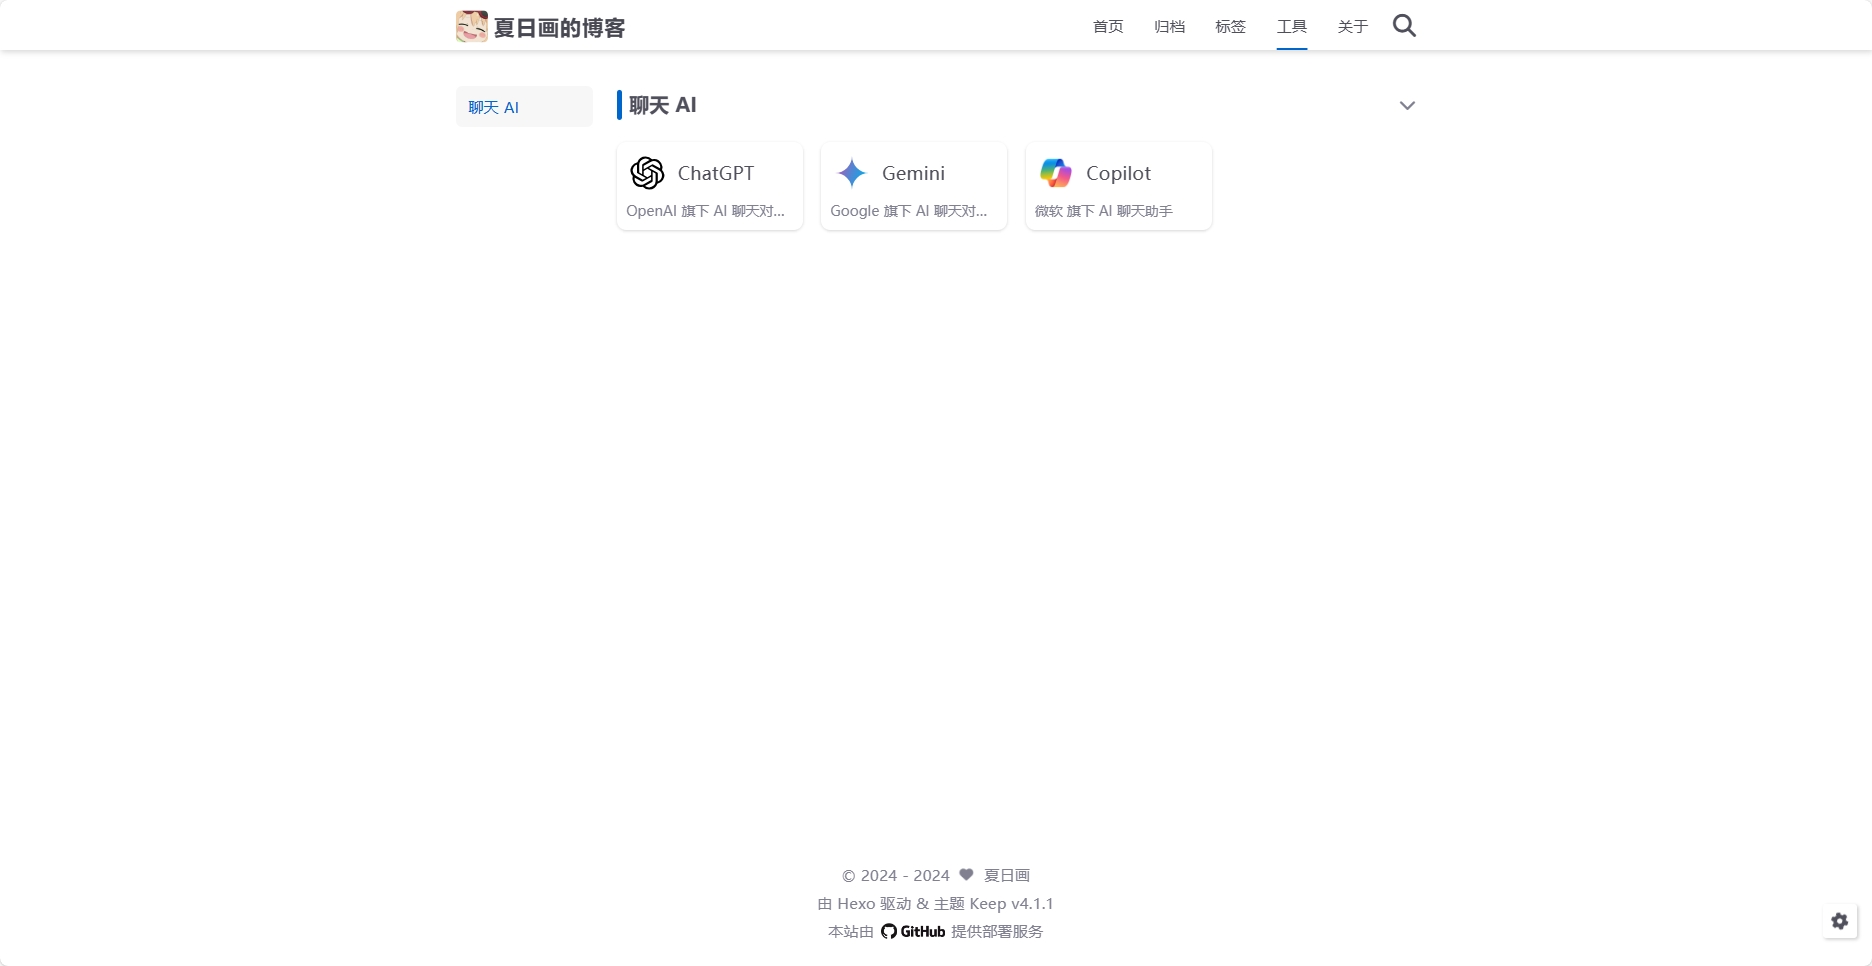 夏日画的博客
首页 归档 标签 工具 关于
聊天 AI
聊天 AI
ChatGPT
OpenAI 旗下 AI 聊天对...
Gemini
Google 旗下 AI 聊天对...
Copilot
微软 旗下 AI 聊天助手
© 2024 - 2024 夏日画
由 Hexo 驱动 & 主题 Keep v4.1.1
本站由 GitHub 提供部署服务